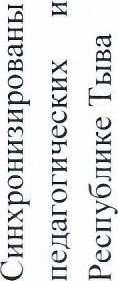 Синхронизированы
педагогических и
Республике Тыва